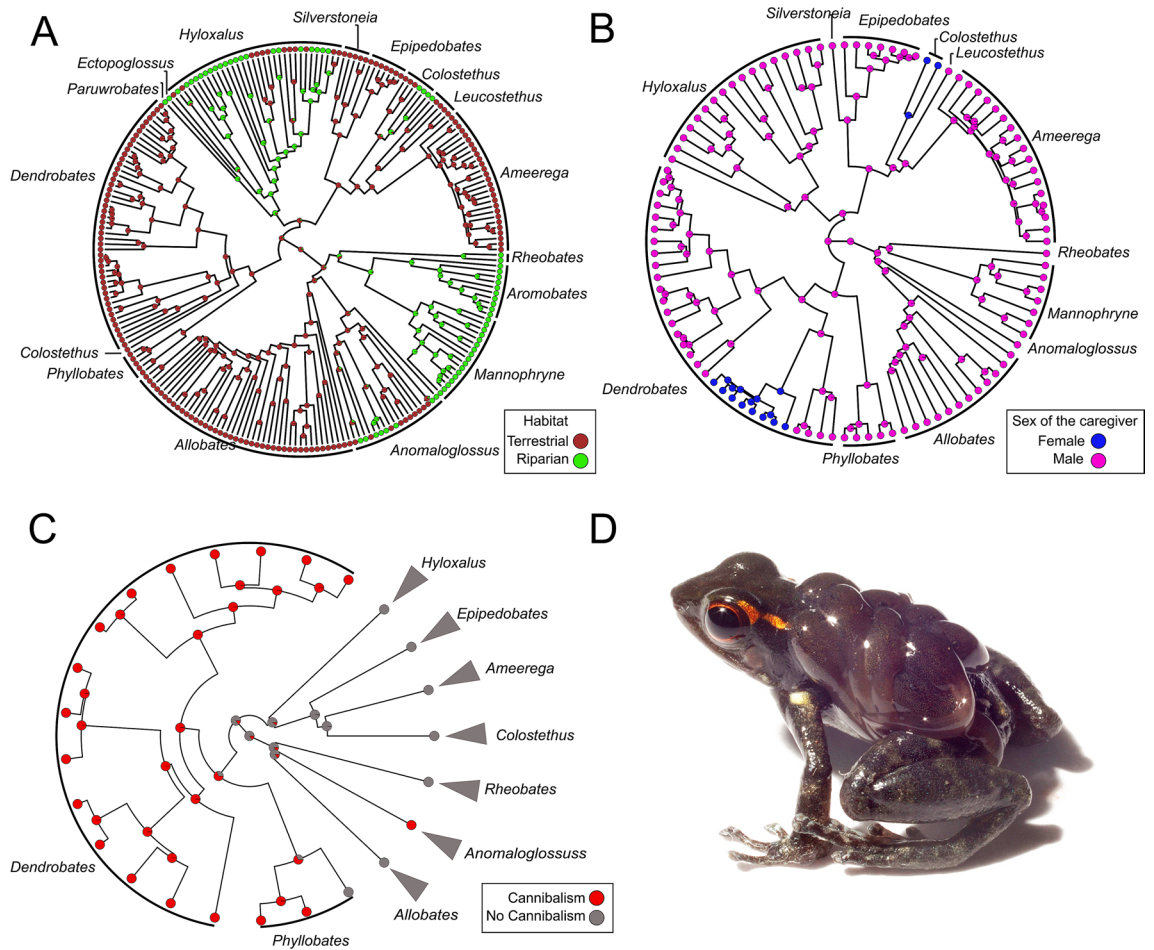 A
Silverstoneia
Hyloxalus
Epipedobates
Ectopoglossus
Colostethus
Paruwrobates
Leucostethus
Dendrobates
Ameerega
Rheobates
Aromobates
Colostethus
Phyllobates
Mannophryne
Allobates
Anomaloglossus
Habitat
Terrestrial
Riparian
B
Silverstoneia
Epipedobates
Colostethus
Leucostethus
Hyloxalus
Ameerega
Rheobates
Mannophryne
Anomaloglossus
Dendrobates
Allobates
Phyllobates
Sex of the caregiver
Female
Male
C
Hyloxalus
Epipedobates
Ameerega
Colostethus
Rheobates
Anomaloglossuss
Dendrobates
Allobates
Phyllobates
Cannibalism
No Cannibalism
D